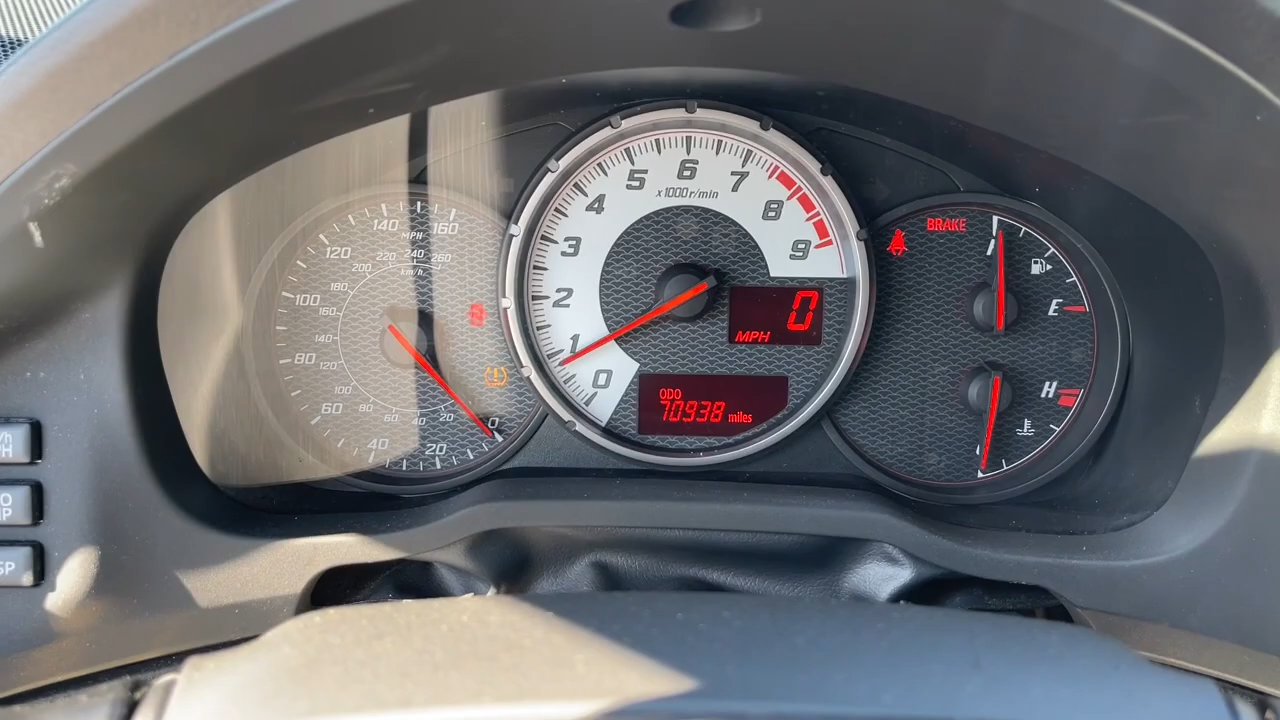 140 MPH 160
120 220 240 260
200 km/h
180
100 160
140
80 120
100
60 80 60 40 20
40 20 0
6
5 7
x1000r/min
4 8
3 9
2
1
0
0
MPH
ODO
70938 miles
BRAKE
E
H